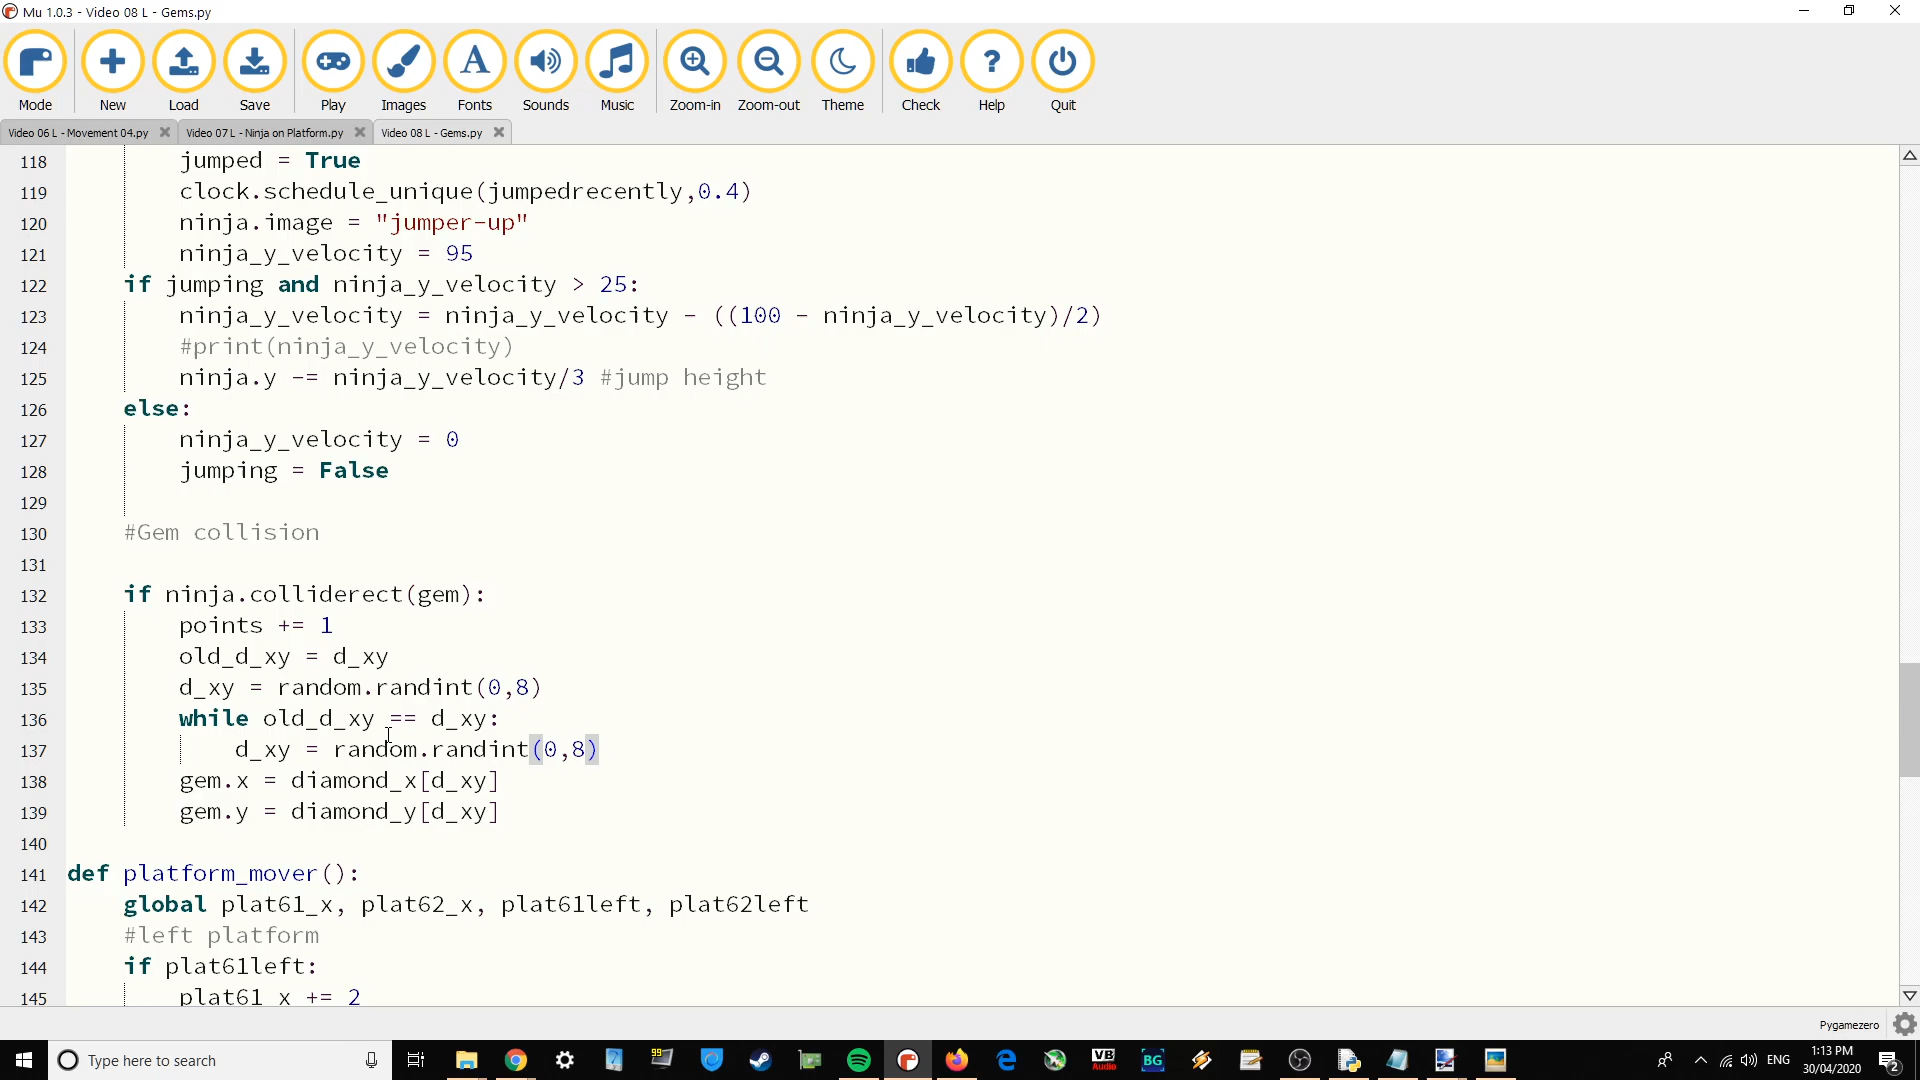 Mu 1.0.3 - Video 08 L - Gems.py
Mode New Load Save Play Images Fonts Sounds Music Zoom-in Zoom-out Theme Check Help Quit
Video 06 L - Movement 04.py Video 07 L - Ninja on Platform.py Video 08 L - Gems.py
118 jumped = True
119 clock.schedule_unique(jumpedrecently,0.4)
120 ninja.image = "jumper-up"
121 ninja_y_velocity = 95
122 if jumping and ninja_y_velocity > 25:
123 ninja_y_velocity = ninja_y_velocity - ((100 - ninja_y_velocity)/2)
124 #print(ninja_y_velocity)
125 ninja.y -= ninja_y_velocity/3 #jump height
126 else:
127 ninja_y_velocity = 0
128 jumping = False
129
130 #Gem collision
131
132 if ninja.colliderect(gem):
133 points += 1
134 old_d_xy = d_xy
135 d_xy = random.randint(0,8)
136 while old_d_xy == d_xy:
137 d_xy = random.randint(0,8)
138 gem.x = diamond_x[d_xy]
139 gem.y = diamond_y[d_xy]
140
141 def platform_mover():
142 global plat61_x, plat62_x, plat61left, plat62left
143 #left platform
144 if plat61left:
145 plat61_x += 2
Pygamezero
Type here to search
99
VB Audio
BG
ENG
1:13 PM
30/04/2020
2